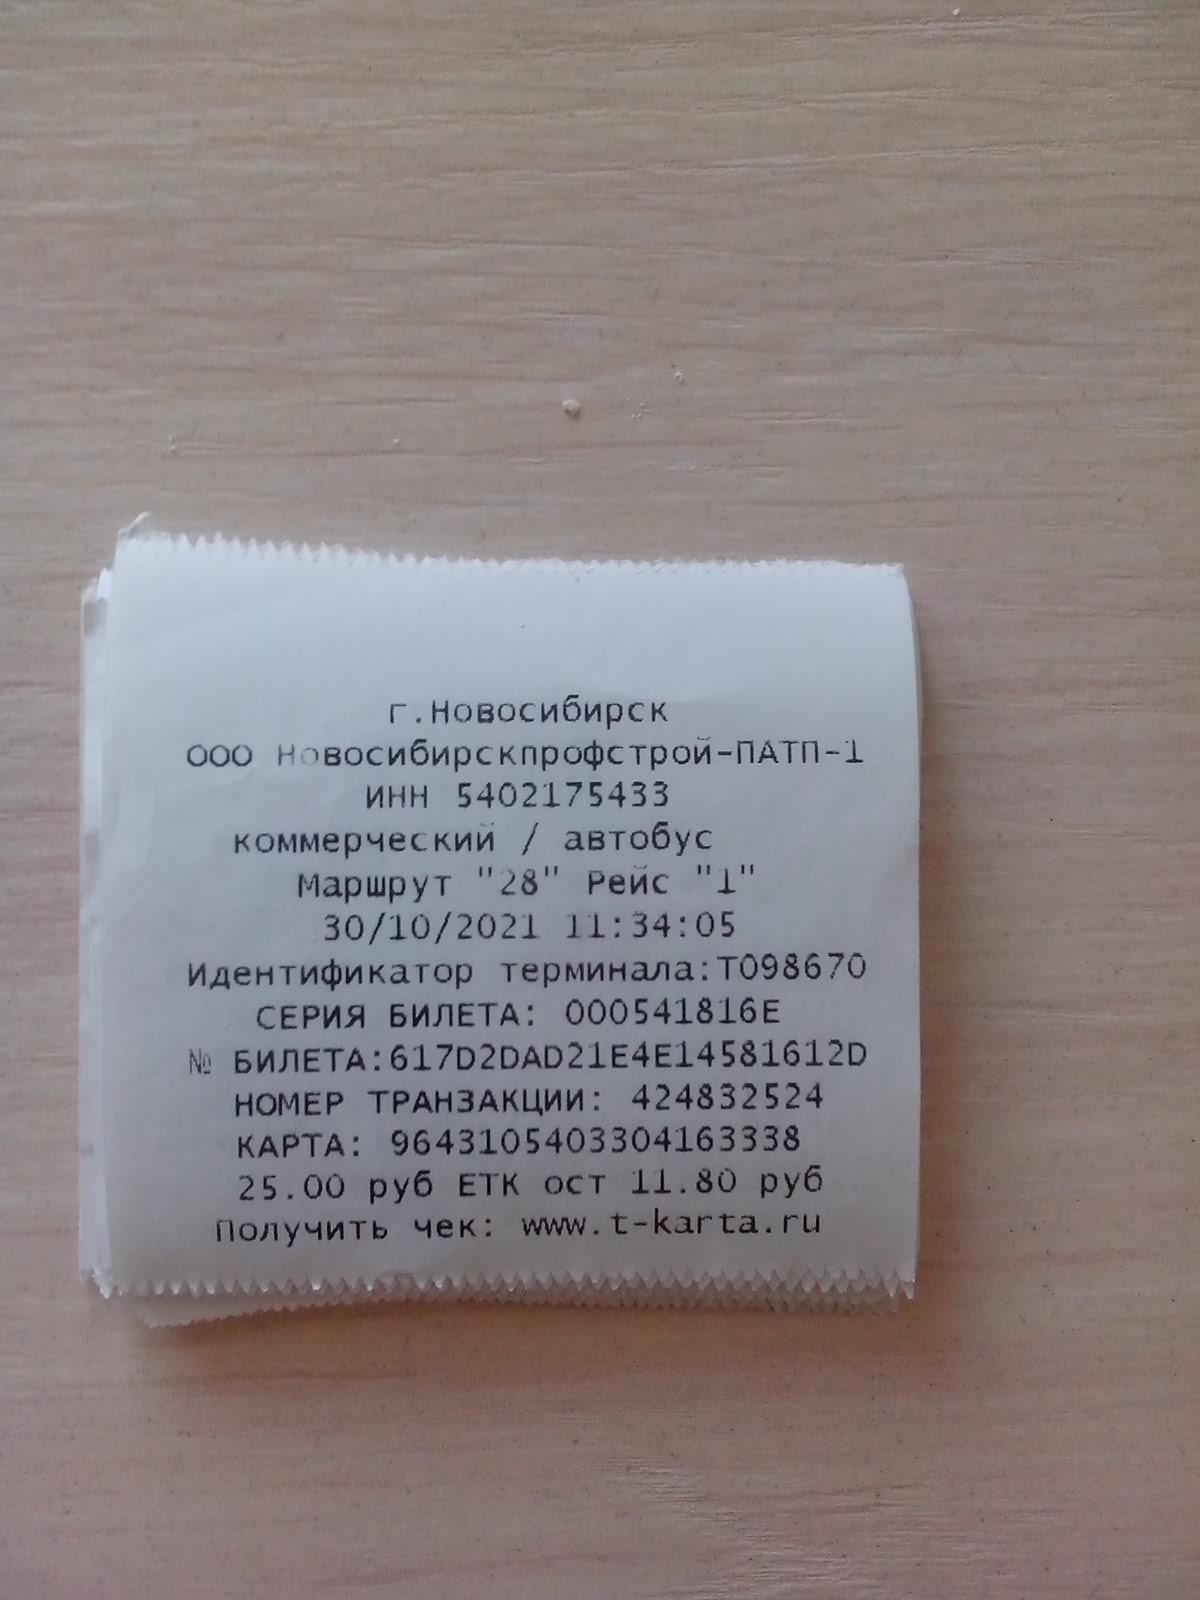 г.Новосибирск
ООО Новосибирскпрофстрой-ПАТП-1
ИНН 5402175433
коммерческий / автобус
Маршрут "28" Рейс "1"
30/10/2021 11:34:05
Идентификатор терминала:Т098670
СЕРИЯ БИЛЕТА: 000541816E
№ БИЛЕТА:617D2DAD21E4E14581612D
НОМЕР ТРАНЗАКЦИИ: 424832524
КАРТА: 9643105403304163338
25.00 руб ЕТК ост 11.80 руб
Получить чек: www.t-karta.ru